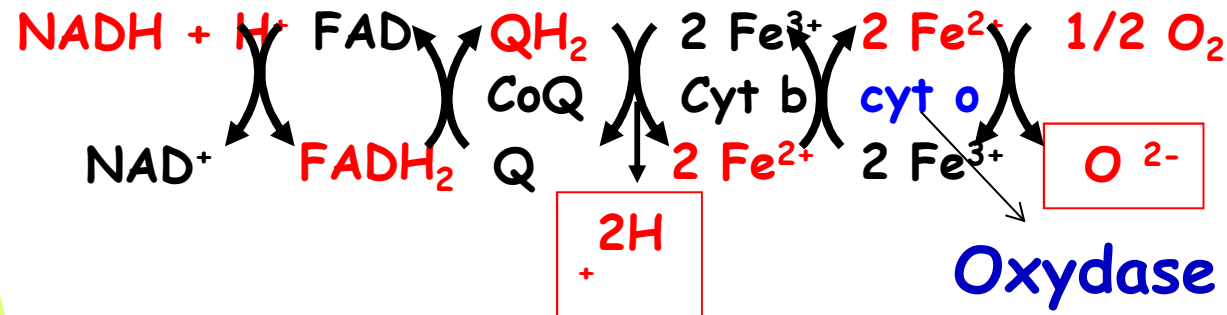 NADH + H⁺ FAD QH₂ 2 Fe³⁺ 2 Fe²⁺ 1/2 O₂
CoQ Cyt b cyt o
NAD⁺ FADH₂ Q 2 Fe²⁺ 2 Fe³⁺ O ²⁻
2H
+
Oxydase